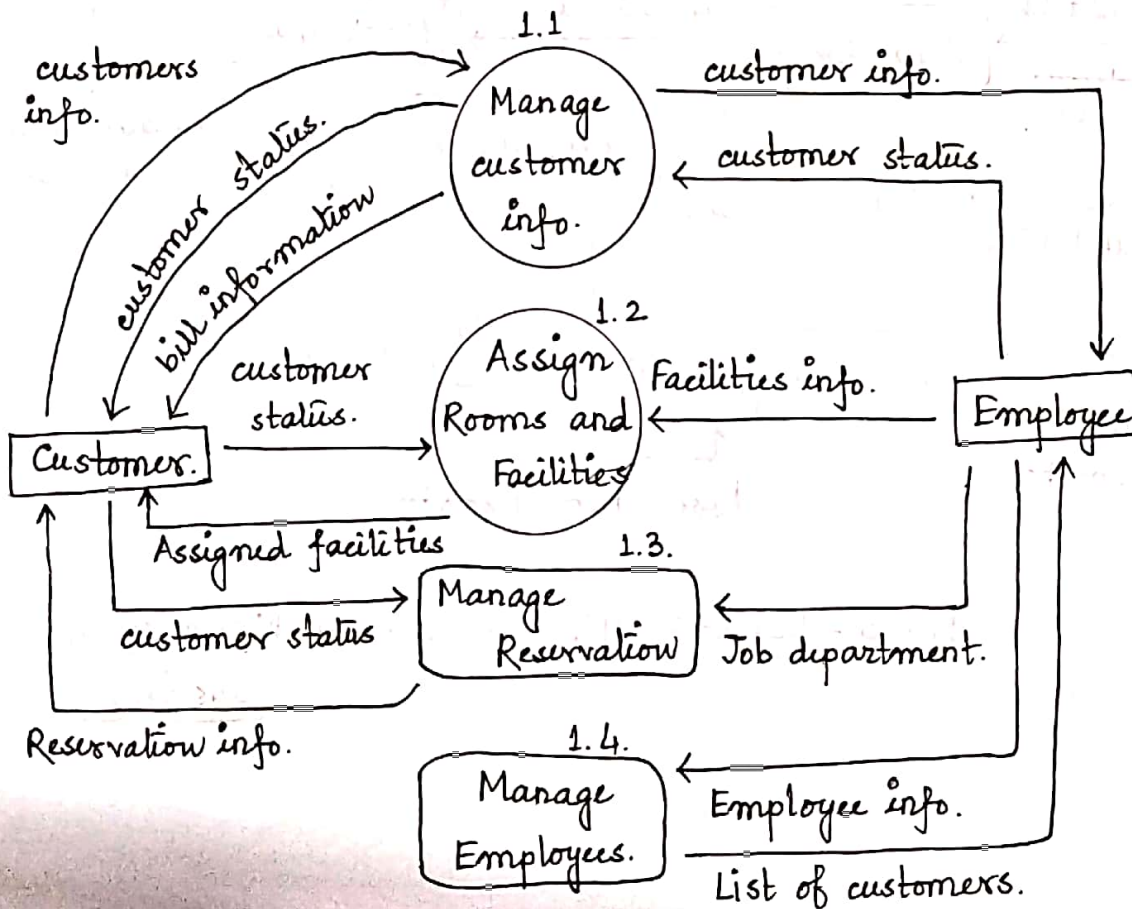 1.1
customers
info.
Manage
customer
info.
customer info.
customer status.
customer status.
bill information
1.2
customer
status.
Assign
Rooms and
Facilities
Facilities info.
Employee
Customer.
Assigned facilities
1.3.
customer status
Manage
Reservation
Job department.
Reservation info.
1.4.
Manage
Employees.
Employee info.
List of customers.